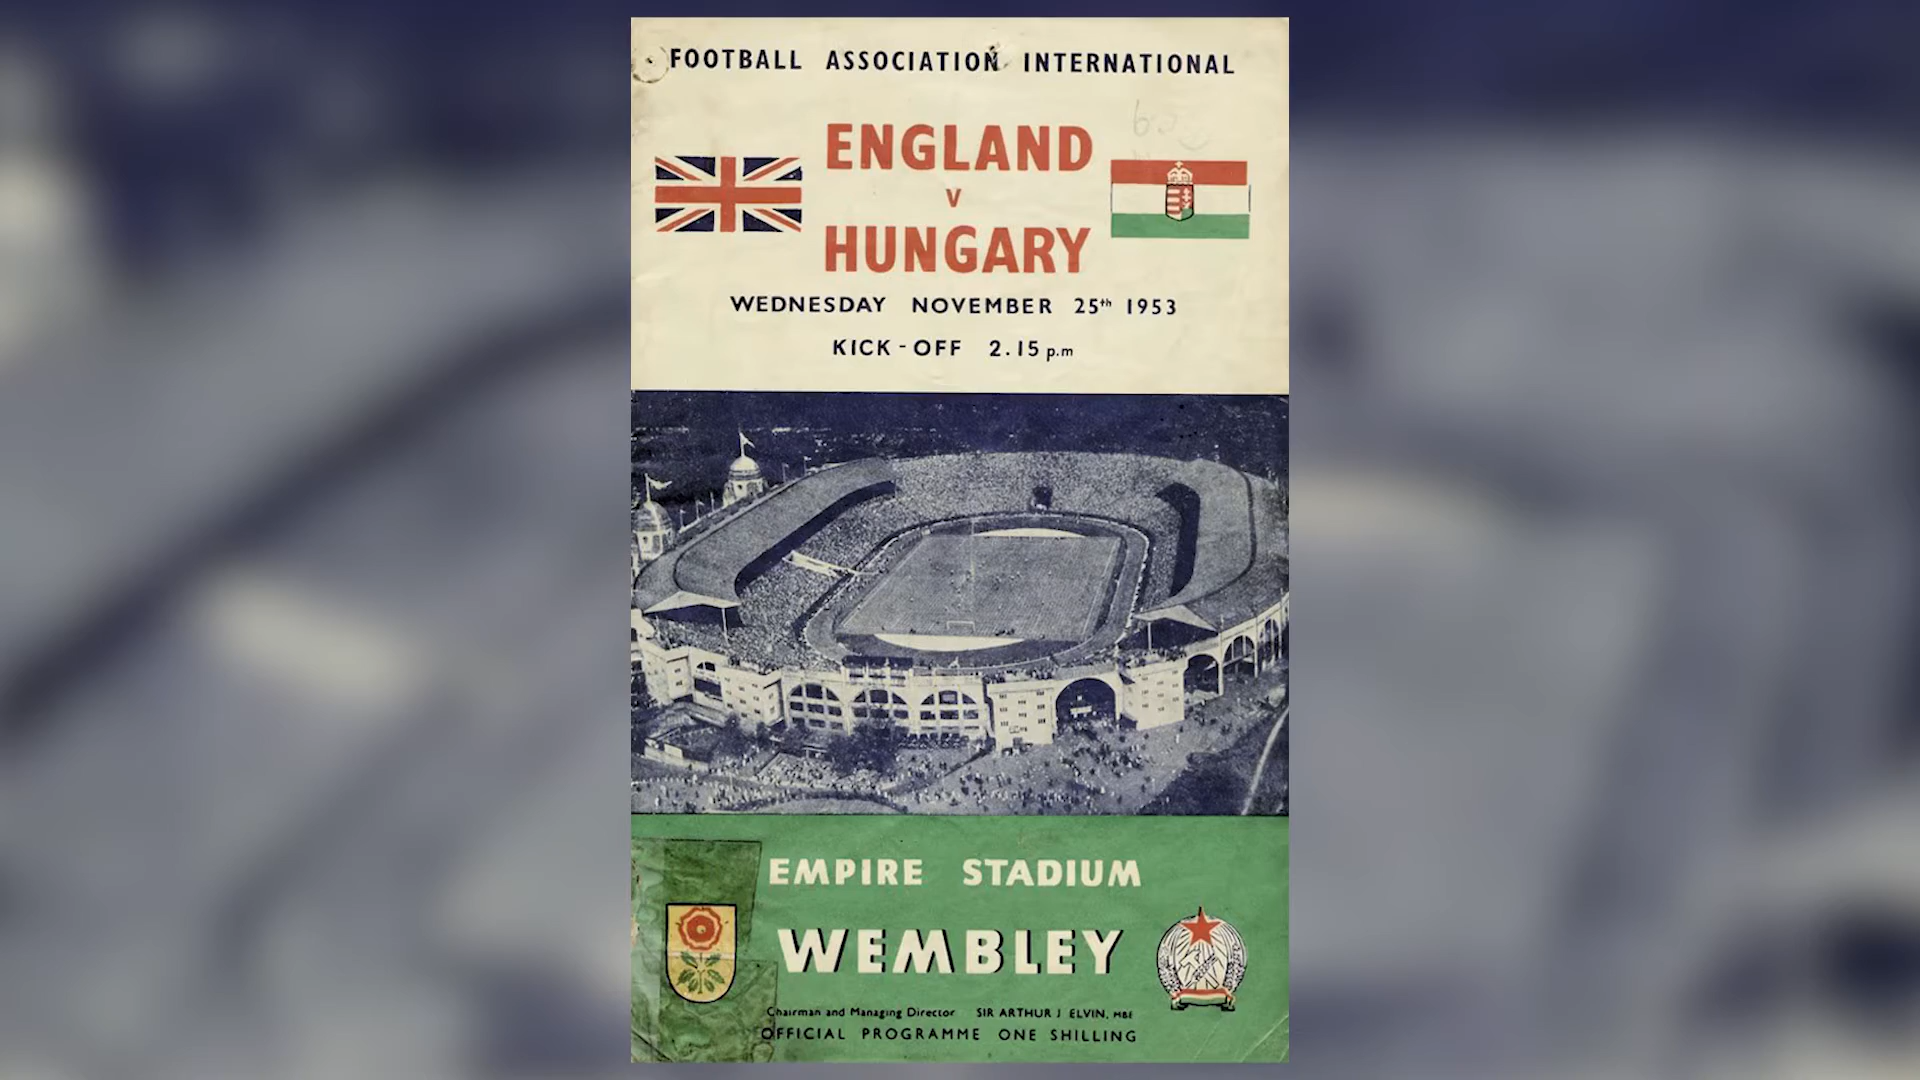 FOOTBALL ASSOCIATION INTERNATIONAL
ENGLAND
v
HUNGARY
WEDNESDAY NOVEMBER 25th 1953
KICK-OFF 2.15 p.m
EMPIRE STADIUM
WEMBLEY
Chairman and Managing Director SIR ARTHUR J ELVIN, MBE
OFFICIAL PROGRAMME ONE SHILLING